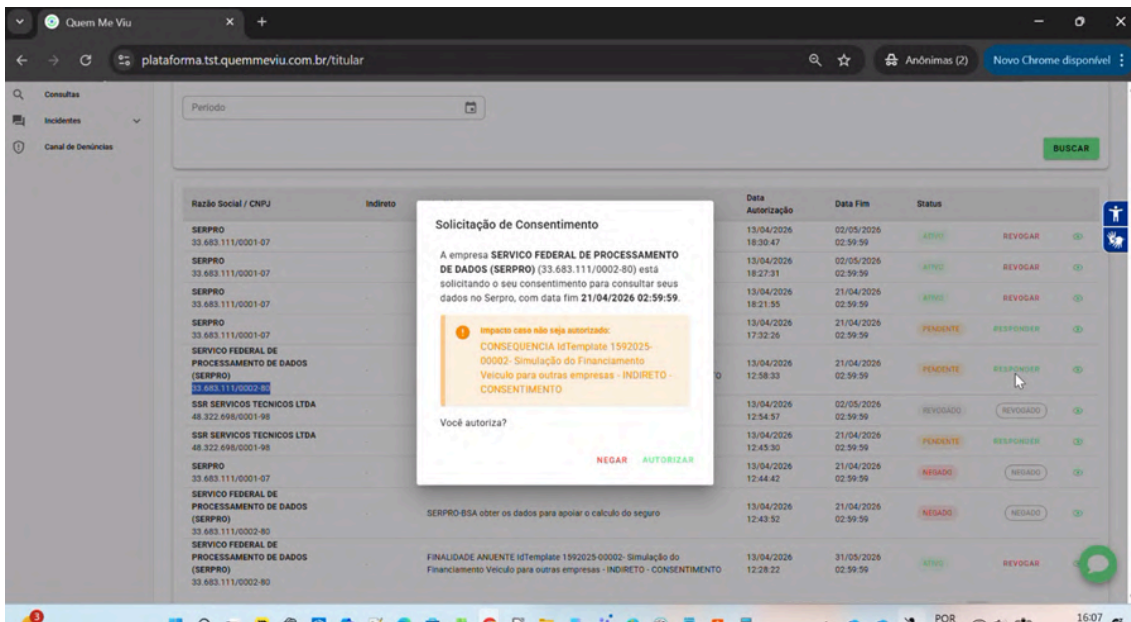 Quem Me Viu
plataforma.tst.quemmeviu.com.br/titular
Anônimas (2)
Novo Chrome disponível
Consultas
Incidentes
Canal de Denúncias
Período
BUSCAR
Razão Social / CNPJ Indireto Data Autorização Data Fim Status
SERPRO
33.683.111/0001-07
13/04/2026 18:30:47
02/05/2026 02:59:59
ATIVO
REVOGAR
SERPRO
33.683.111/0001-07
13/04/2026 18:27:31
02/05/2026 02:59:59
ATIVO
REVOGAR
SERPRO
33.683.111/0001-07
13/04/2026 18:21:55
21/04/2026 02:59:59
ATIVO
REVOGAR
SERPRO
33.683.111/0001-07
13/04/2026 17:32:26
21/04/2026 02:59:59
PENDENTE
RESPONDER
SERVICO FEDERAL DE
PROCESSAMENTO DE DADOS
(SERPRO)
33.683.111/0002-80
TO
13/04/2026 12:58:33
21/04/2026 02:59:59
PENDENTE
RESPONDER
SSR SERVICOS TECNICOS LTDA
48.322.698/0001-98
13/04/2026 12:54:57
02/05/2026 02:59:59
REVOGADO
REVOGADO
SSR SERVICOS TECNICOS LTDA
48.322.698/0001-98
13/04/2026 12:45:30
21/04/2026 02:59:59
PENDENTE
RESPONDER
SERPRO
33.683.111/0001-07
13/04/2026 12:44:42
21/04/2026 02:59:59
NEGADO
NEGADO
SERVICO FEDERAL DE
PROCESSAMENTO DE DADOS
(SERPRO)
33.683.111/0002-80
SERPRO-BSA obter os dados para apoiar o calculo do seguro
13/04/2026 12:43:52
21/04/2026 02:59:59
NEGADO
NEGADO
SERVICO FEDERAL DE
PROCESSAMENTO DE DADOS
(SERPRO)
33.683.111/0002-80
FINALIDADE ANUENTE IdTemplate 1592025-00002- Simulação do
Financiamento Veiculo para outras empresas - INDIRETO - CONSENTIMENTO
13/04/2026 12:28:22
31/05/2026 02:59:59
ATIVO
REVOGAR
Solicitação de Consentimento
A empresa SERVICO FEDERAL DE PROCESSAMENTO
DE DADOS (SERPRO) (33.683.111/0002-80) está
solicitando o seu consentimento para consultar seus
dados no Serpro, com data fim 21/04/2026 02:59:59.
Impacto caso não seja autorizado:
CONSEQUENCIA IdTemplate 1592025-
00002- Simulação do Financiamento
Veiculo para outras empresas - INDIRETO -
CONSENTIMENTO
Você autoriza?
NEGAR AUTORIZAR
3
POR
16:07